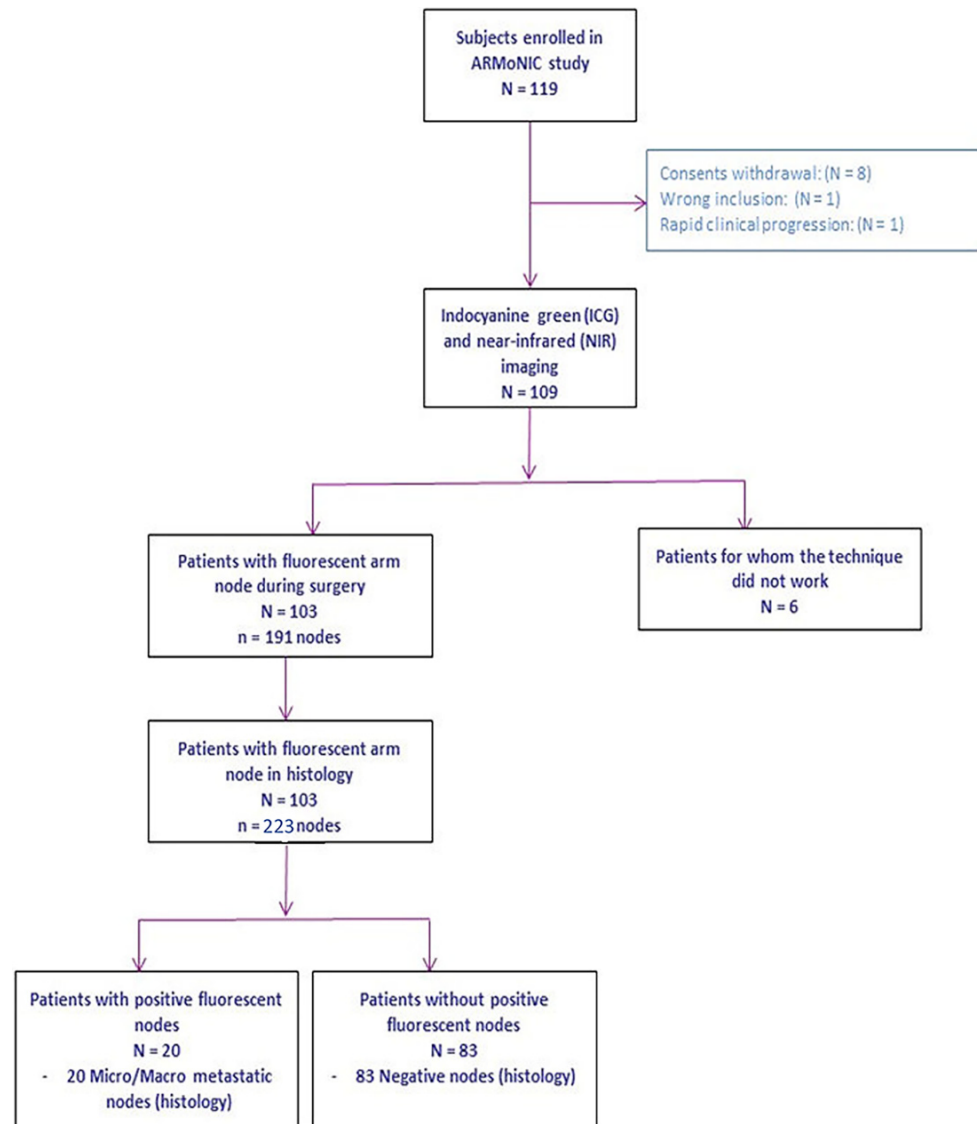 Subjects enrolled in
ARMoNIC study
N = 119
Consents withdrawal: (N = 8)
Wrong inclusion: (N = 1)
Rapid clinical progression: (N = 1)
Indocyanine green (ICG)
and near-infrared (NIR)
imaging
N = 109
Patients with fluorescent arm
node during surgery
N = 103
n = 191 nodes
Patients for whom the technique
did not work
N = 6
Patients with fluorescent arm
node in histology
N = 103
n = 223 nodes
Patients with positive fluorescent
nodes
N = 20
- 20 Micro/Macro metastatic
nodes (histology)
Patients without positive
fluorescent nodes
N = 83
- 83 Negative nodes (histology)